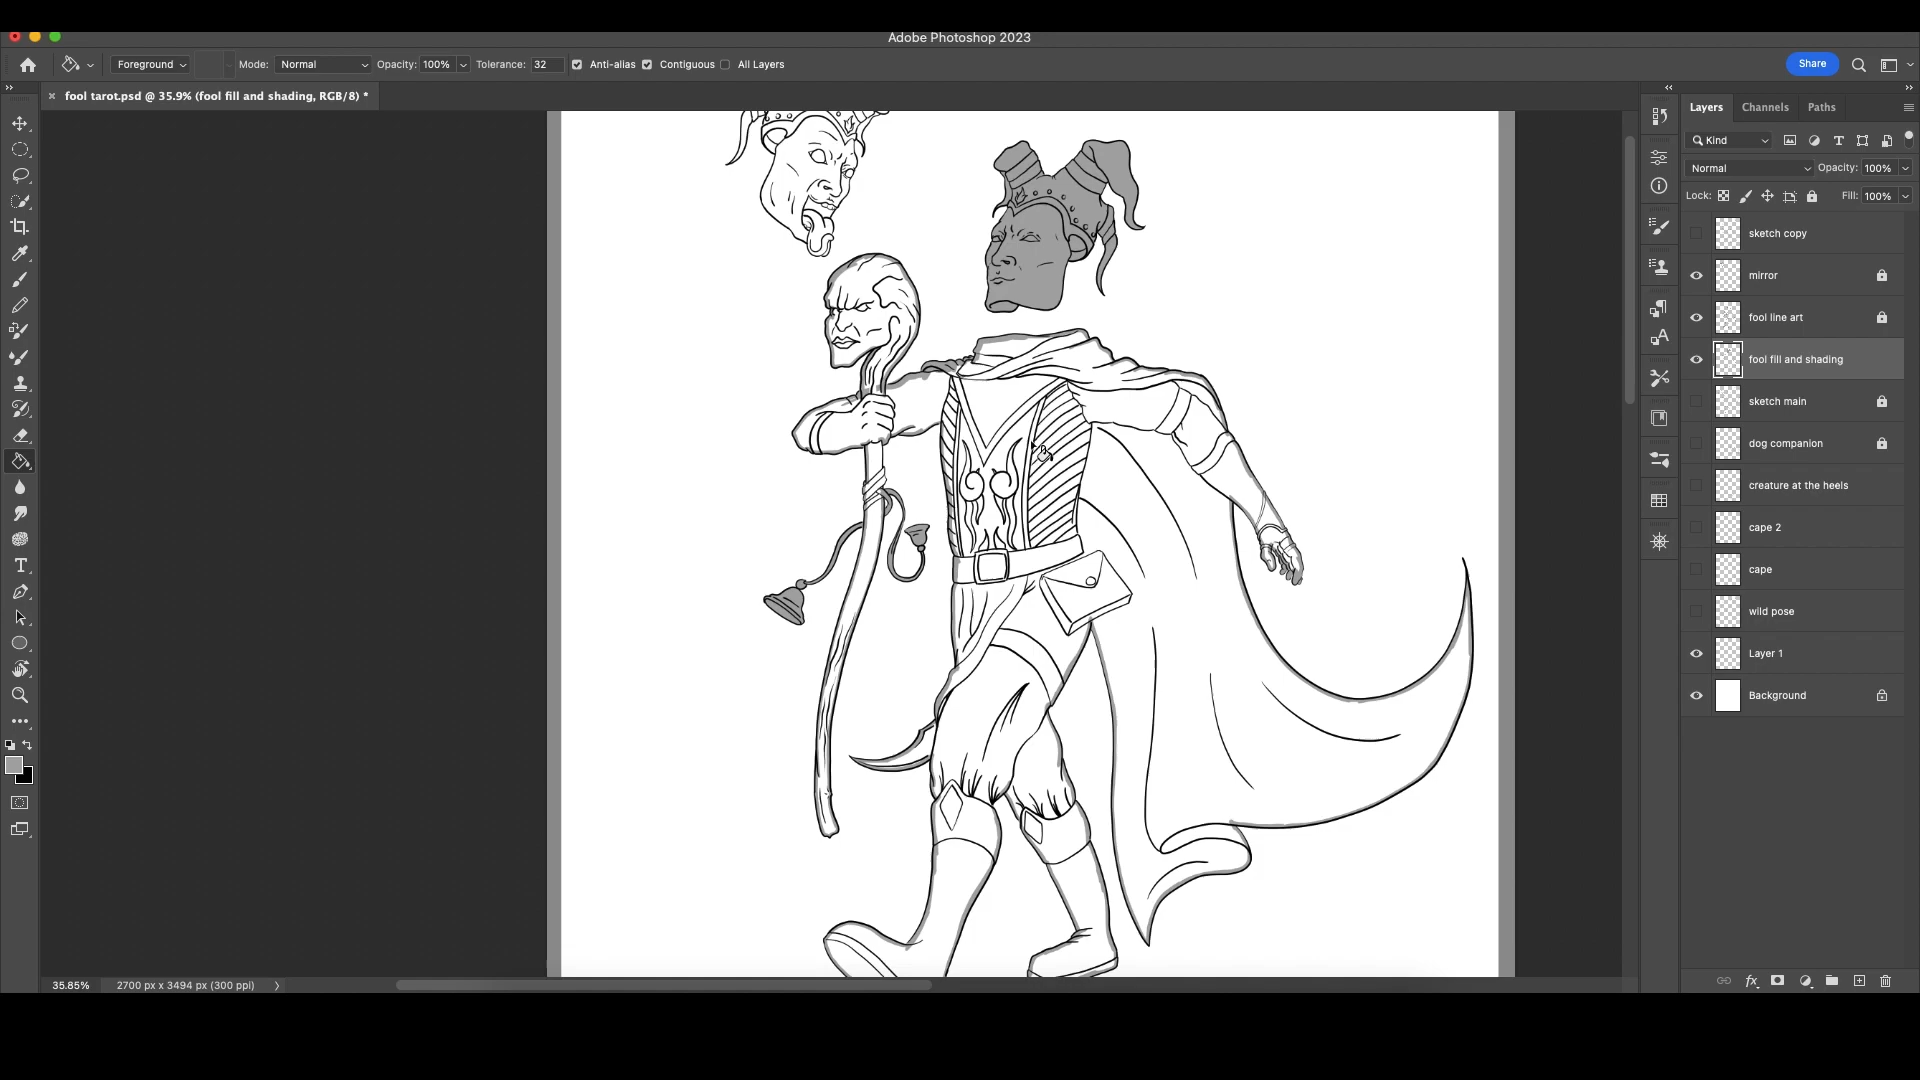 Adobe Photoshop 2023
Foreground
Mode: Normal
Opacity: 100%
Tolerance: 32
Anti-alias
Contiguous
All Layers
Share
fool tarot.psd @ 35.9% (fool fill and shading, RGB/8) *
Layers
Channels
Paths
Kind
Normal
Opacity: 100%
Lock:
Fill: 100%
sketch copy
mirror
fool line art
fool fill and shading
sketch main
dog companion
creature at the heels
cape 2
cape
wild pose
Layer 1
Background
35.85%
2700 px x 3494 px (300 ppi)